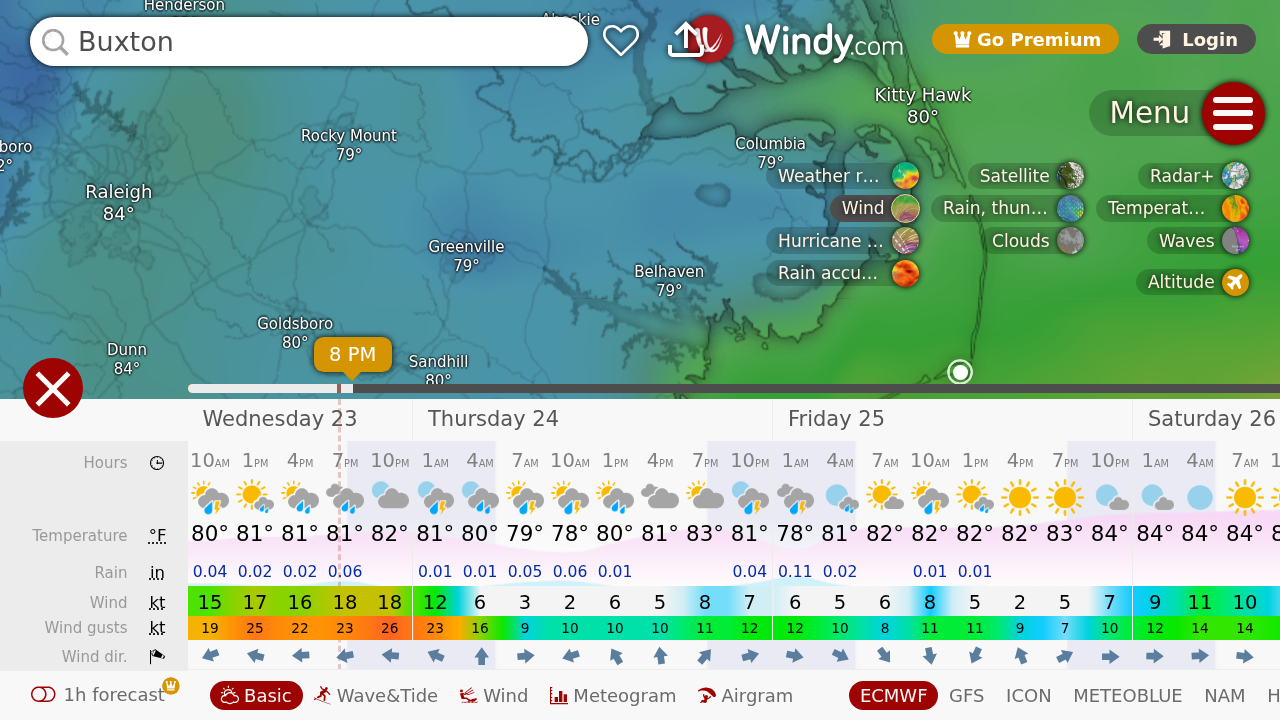 Henderson
Buxton
Windy.com
Go Premium
Login
Kitty Hawk
80°
Menu
Rocky Mount
79°
Columbia
79°
Raleigh
84°
Weather r...
Satellite
Radar+
Wind
Rain, thun...
Temperat...
Hurricane ...
Clouds
Waves
Rain accu...
Altitude
Greenville
79°
Belhaven
79°
Goldsboro
80°
Dunn
84°
8 PM
Sandhill
80°
Wednesday 23 Thursday 24 Friday 25 Saturday 26
Hours 10AM 1PM 4PM 7PM 10PM 1AM 4AM 7AM 10AM 1PM 4PM 7PM 10PM 1AM 4AM 7AM 10AM 1PM 4PM 7PM 10PM 1AM 4AM 7AM
Temperature °F 80° 81° 81° 81° 82° 81° 80° 79° 78° 80° 81° 83° 81° 78° 81° 82° 82° 82° 82° 83° 84° 84° 84° 84°
Rain in 0.04 0.02 0.02 0.06 0.01 0.01 0.05 0.06 0.01 0.04 0.11 0.02 0.01 0.01
Wind kt 15 17 16 18 18 12 6 3 2 6 5 8 7 6 5 6 8 5 2 5 7 9 11 10
Wind gusts kt 19 25 22 23 26 23 16 9 10 10 10 11 12 12 10 8 11 11 9 7 10 12 14 14
Wind dir.
1h forecast Basic Wave&Tide Wind Meteogram Airgram ECMWF GFS ICON METEOBLUE NAM